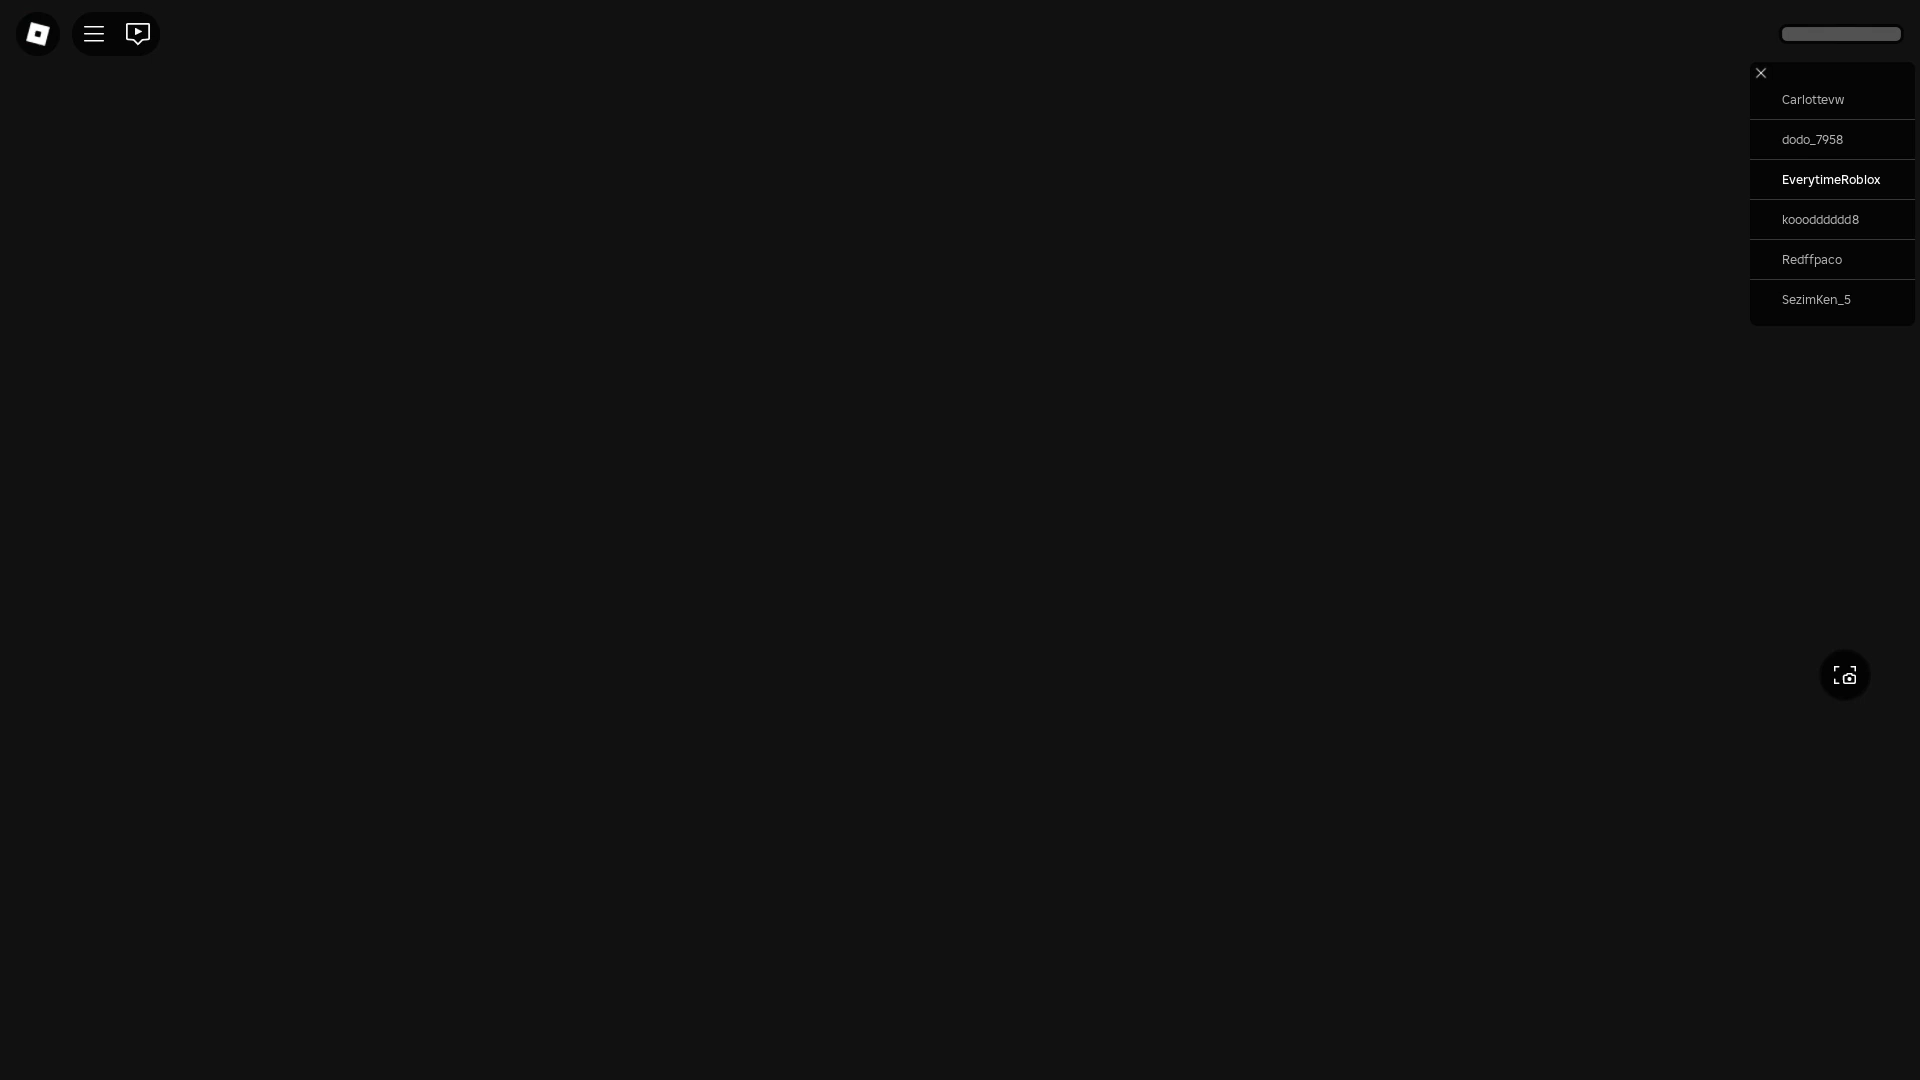 Carlottevw
dodo_7958
EverytimeRoblox
kooodddddd8
Redffpaco
SezimKen_5